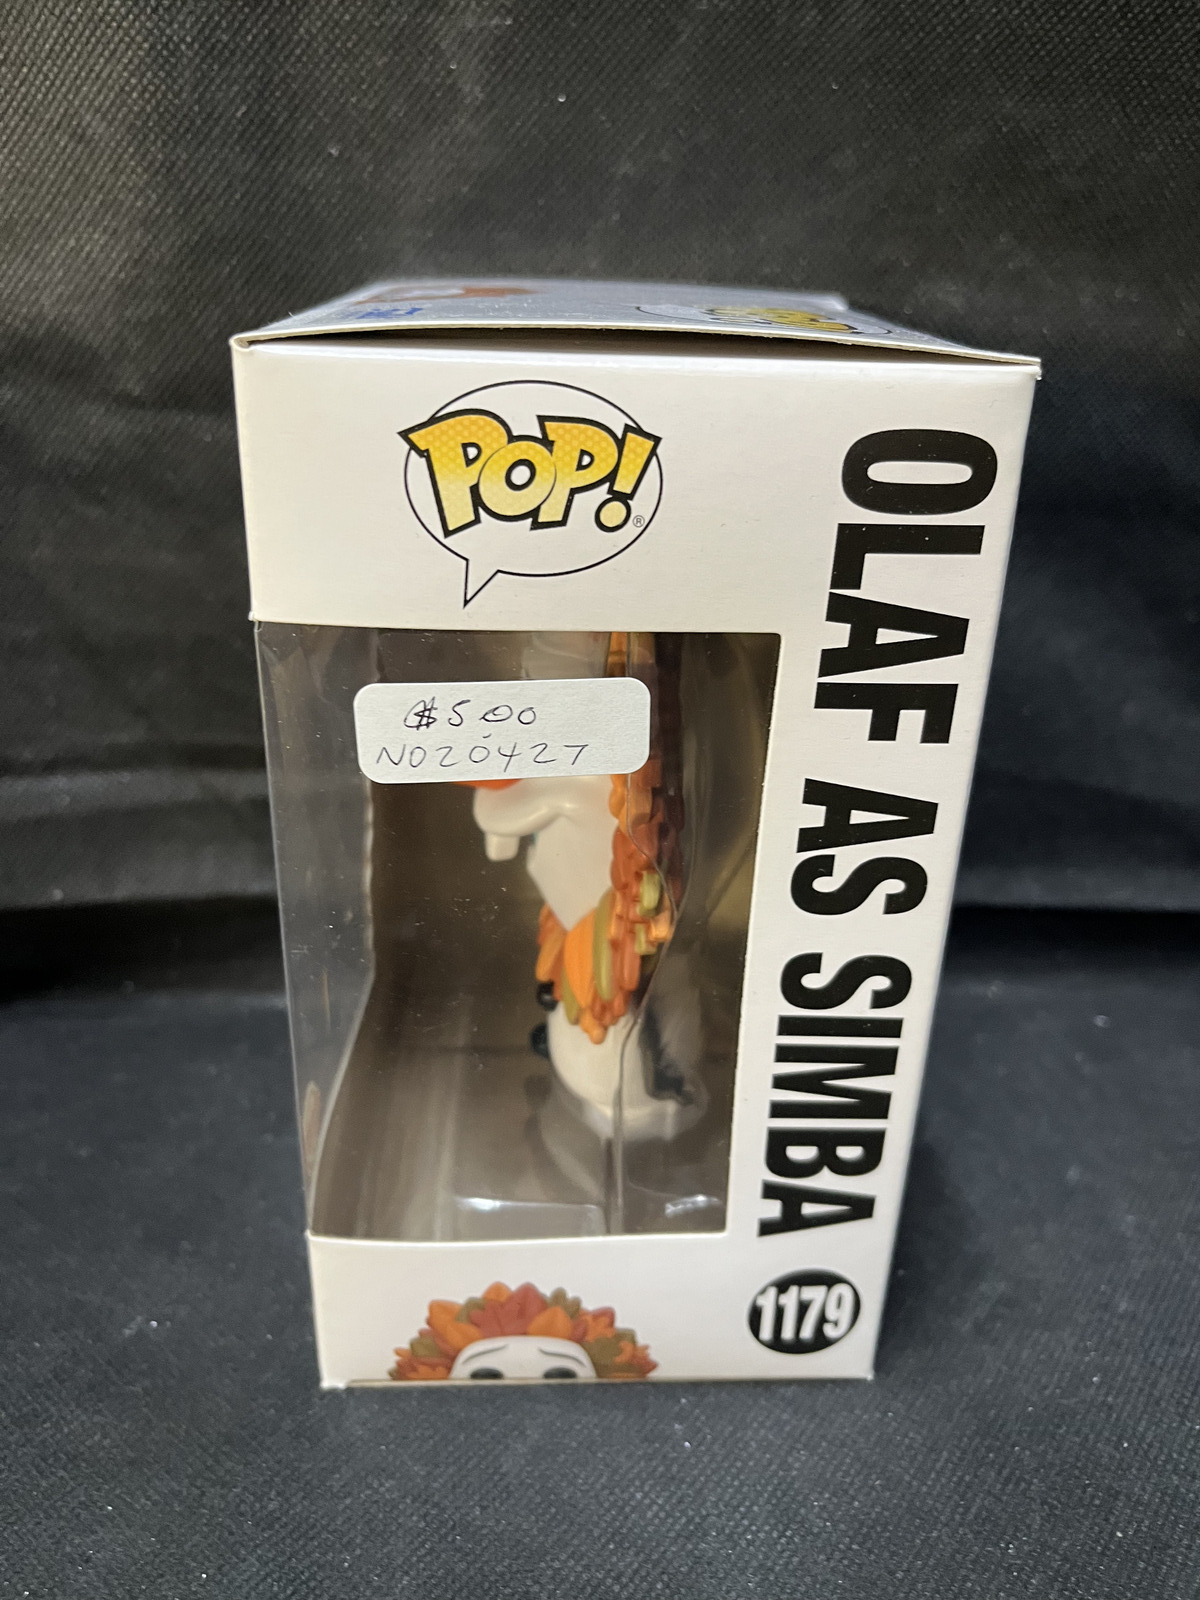 POP!®
OLAF AS SIMBA
$5.00
N020427
1179